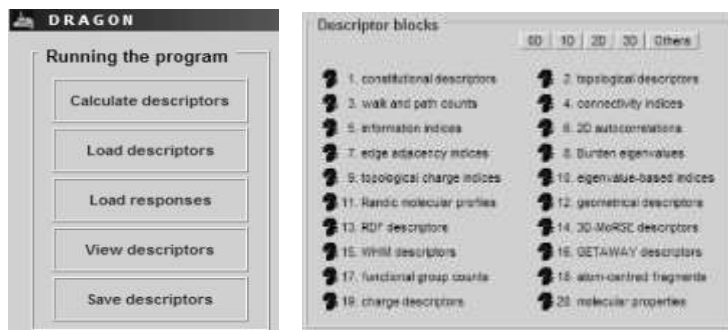 DRAGON
Running the program
Calculate descriptors
Load descriptors
Load responses
View descriptors
Save descriptors
Descriptor blocks
0D 1D 2D 3D Others
1. constitutional descriptors
2. topological descriptors
3. walk and path counts
4. connectivity indices
5. information indices
6. 2D autocorrelations
7. edge adjacency indices
8. Burden eigenvalues
9. topological charge indices
10. eigenvalue-based indices
11. Randic molecular profiles
12. geometrical descriptors
13. RDF descriptors
14. 3D-MoRSE descriptors
15. WHIM descriptors
16. GETAWAY descriptors
17. functional group counts
18. atom-centred fragments
19. charge descriptors
20. molecular properties